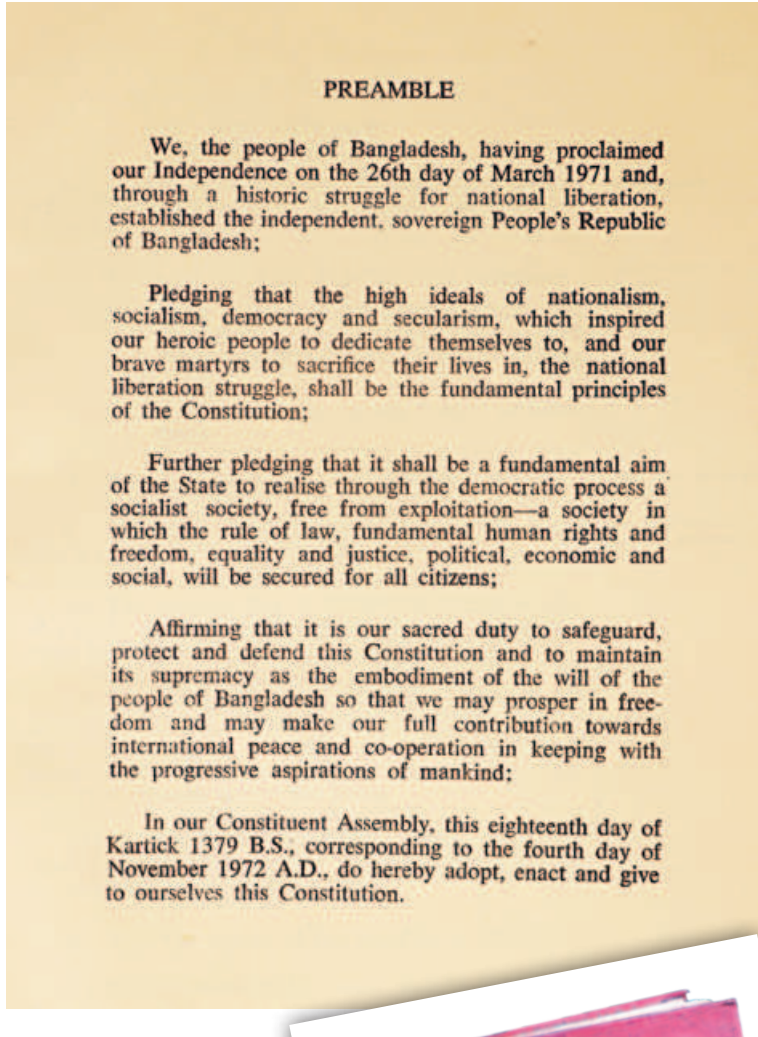 PREAMBLE
We, the people of Bangladesh, having proclaimed
our Independence on the 26th day of March 1971 and,
through a historic struggle for national liberation,
established the independent, sovereign People's Republic
of Bangladesh;
Pledging that the high ideals of nationalism,
socialism, democracy and secularism, which inspired
our heroic people to dedicate themselves to, and our
brave martyrs to sacrifice their lives in, the national
liberation struggle, shall be the fundamental principles
of the Constitution;
Further pledging that it shall be a fundamental aim
of the State to realise through the democratic process a
socialist society, free from exploitation—a society in
which the rule of law, fundamental human rights and
freedom, equality and justice, political, economic and
social, will be secured for all citizens;
Affirming that it is our sacred duty to safeguard,
protect and defend this Constitution and to maintain
its supremacy as the embodiment of the will of the
people of Bangladesh so that we may prosper in free-
dom and may make our full contribution towards
international peace and co-operation in keeping with
the progressive aspirations of mankind;
In our Constituent Assembly, this eighteenth day of
Kartick 1379 B.S., corresponding to the fourth day of
November 1972 A.D., do hereby adopt, enact and give
to ourselves this Constitution.